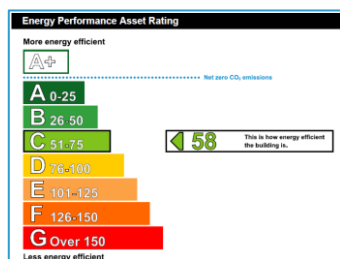 Energy Performance Asset Rating
More energy efficient
A+
Net zero CO₂ emissions
A 0-25
B 26-50
C 51-75
58
This is how energy efficient
the building is.
D 76-100
E 101-125
F 126-150
G Over 150
Less energy efficient